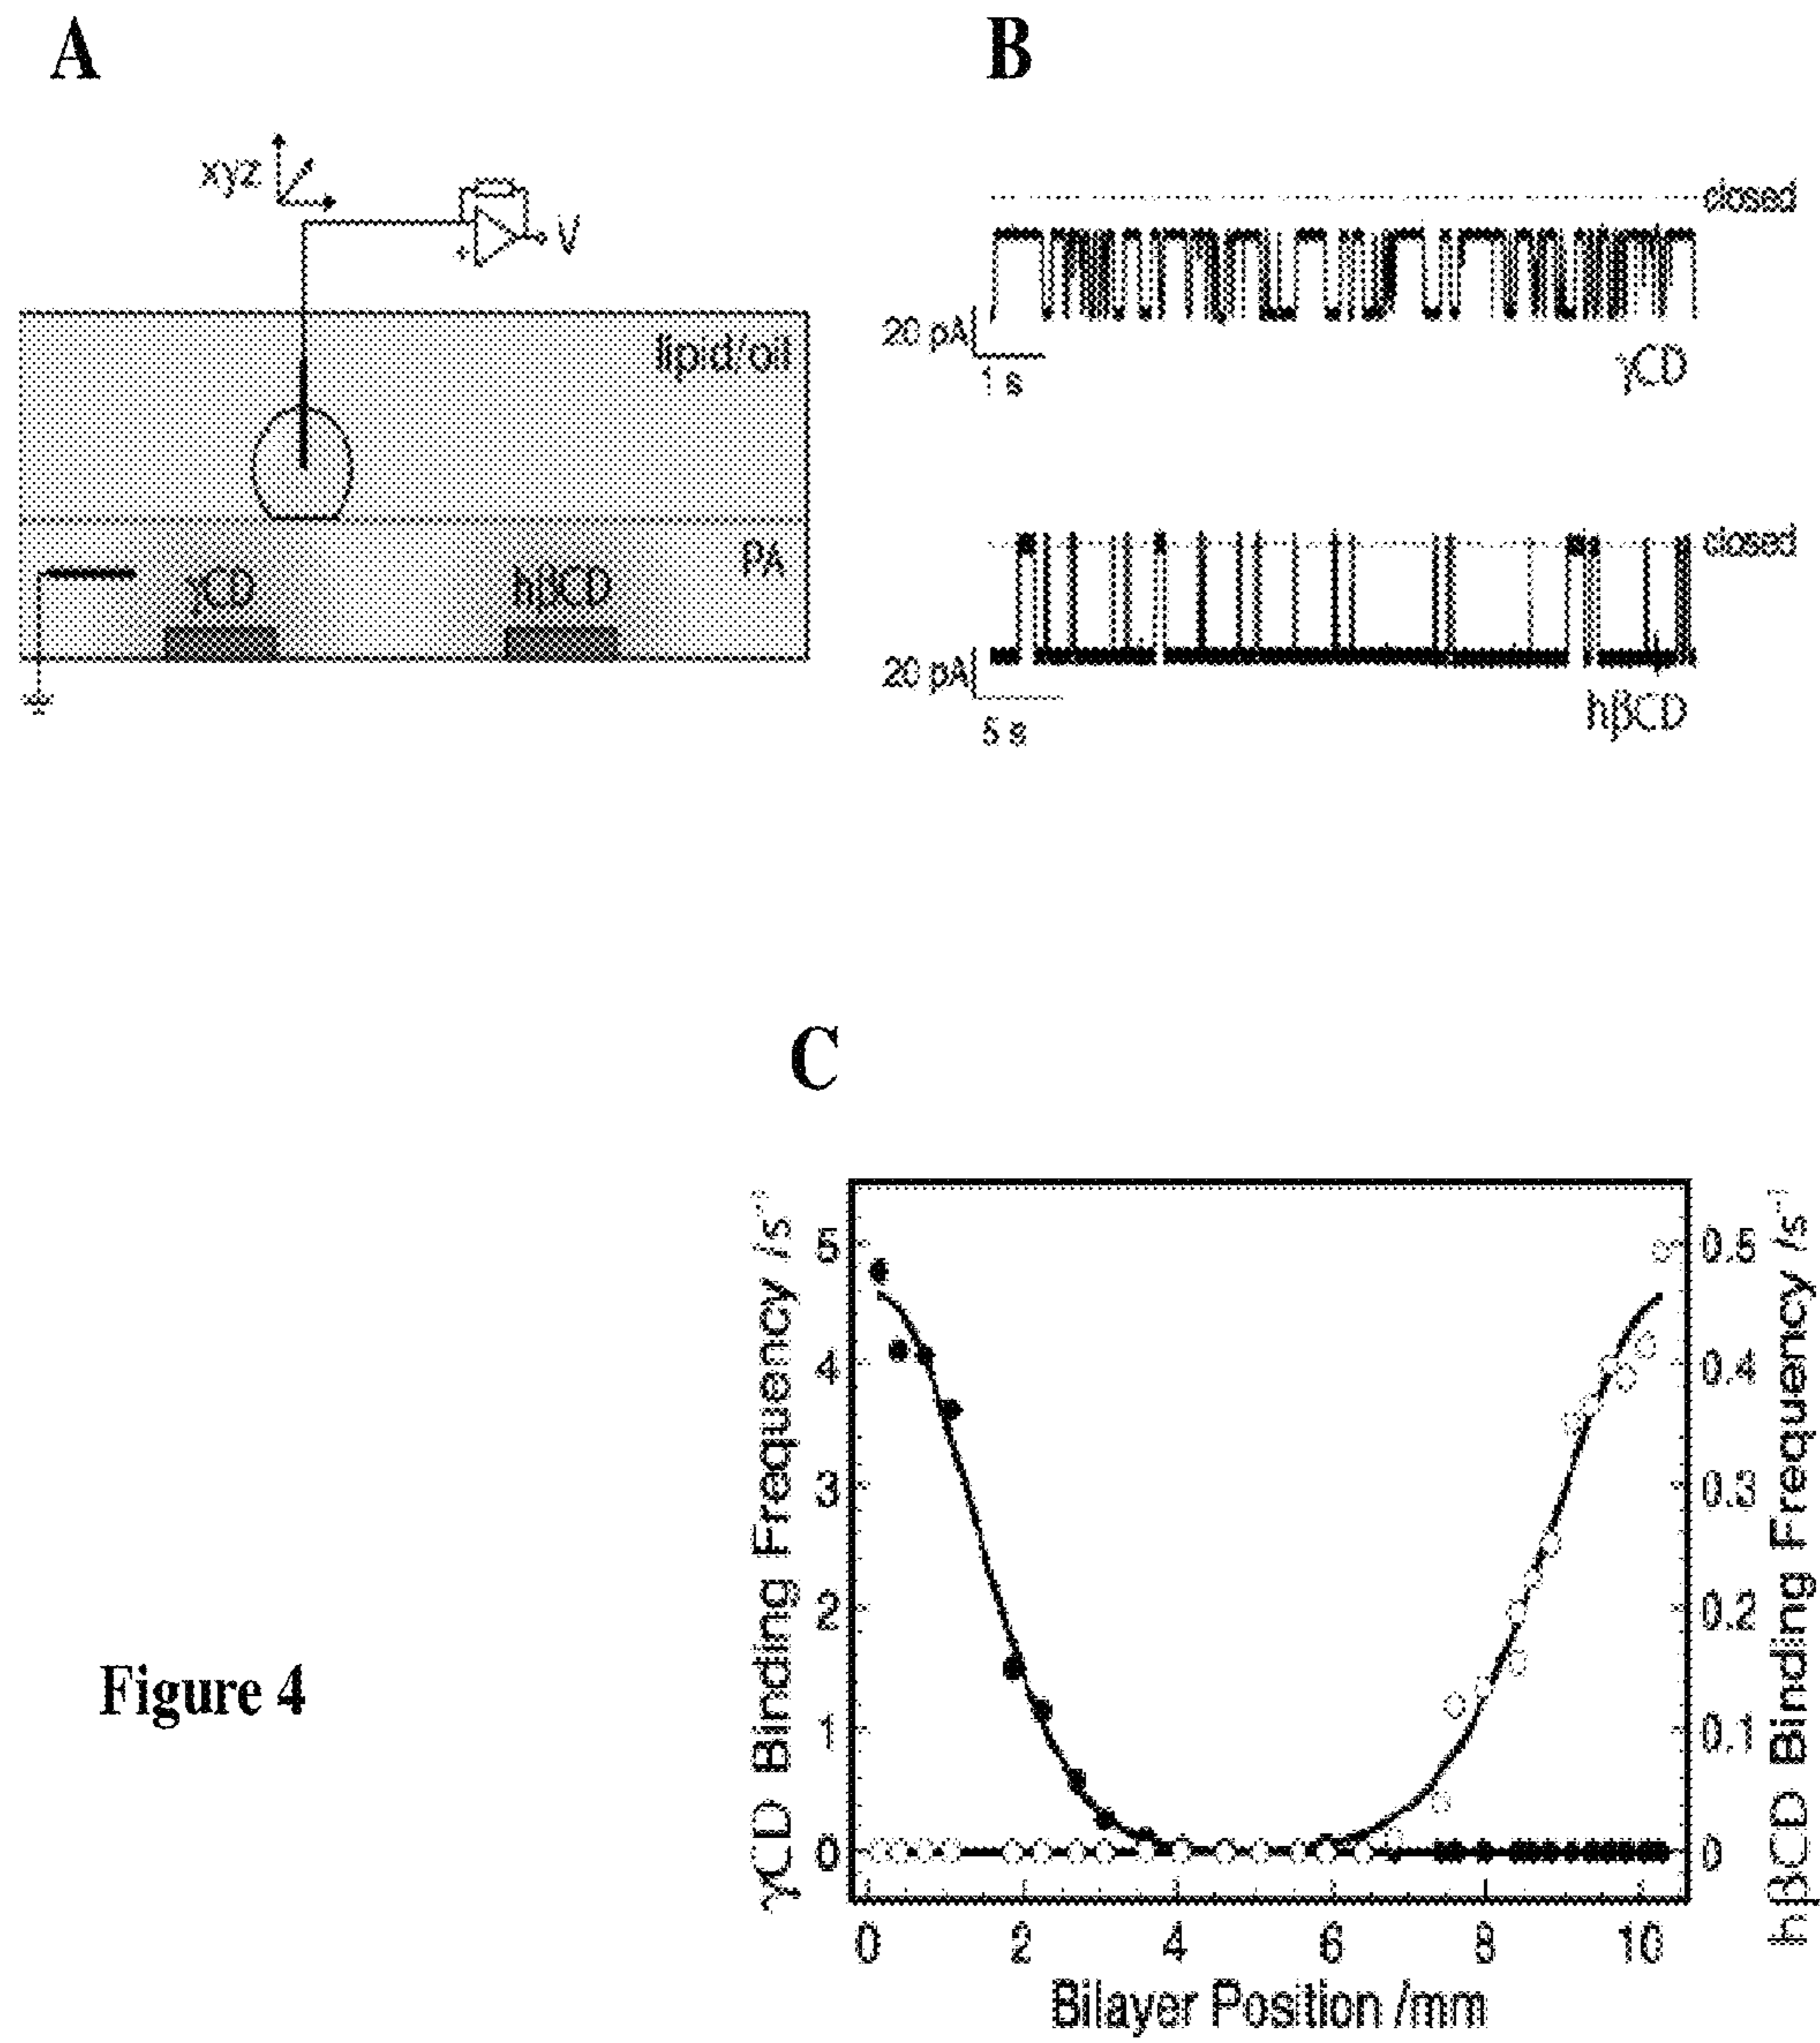 A
B
xyz
V
lipid/oil
PA
γCD
hβCD
closed
20 pA
1 s
γCD
closed
20 pA
5 s
hβCD
C
γCD Binding Frequency /s⁻¹
5
4
3
2
1
0
0.5
0.4
0.3
0.2
0.1
0
hβCD Binding Frequency /s⁻¹
0 2 4 6 8 10
Bilayer Position /mm
Figure 4